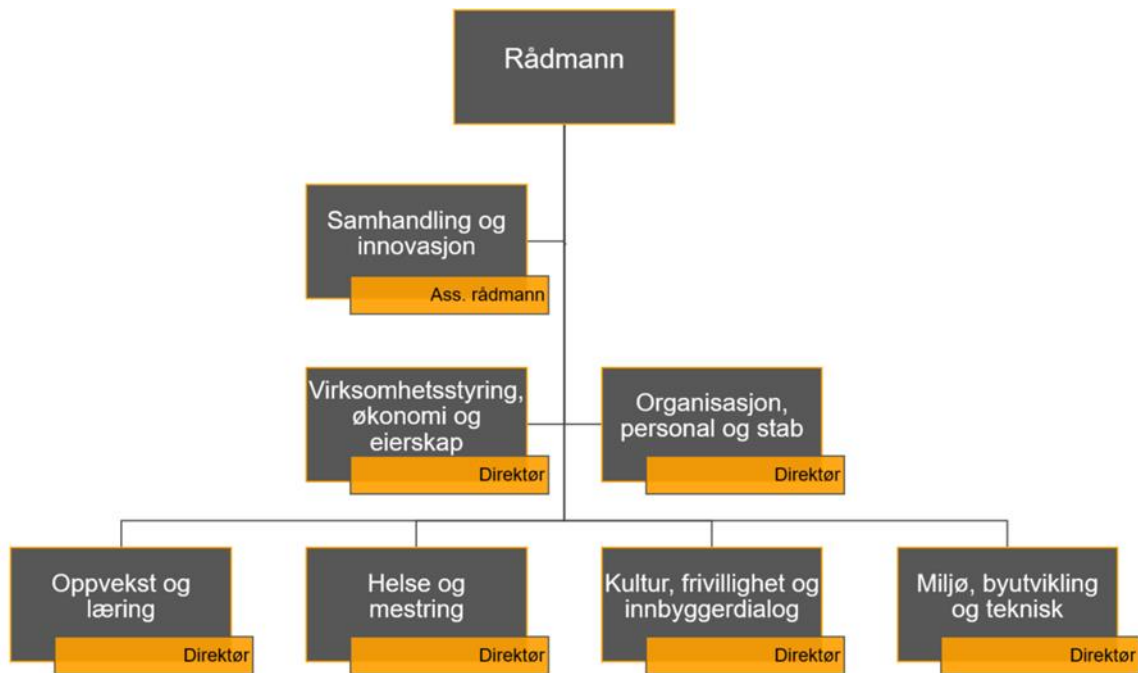 Rådmann
Samhandling og
innovasjon
Ass. rådmann
Virksomhetsstyring,
økonomi og
eierskap
Direktør
Organisasjon,
personal og stab
Direktør
Oppvekst og
læring
Direktør
Helse og
mestring
Direktør
Kultur, frivillighet og
innbyggerdialog
Direktør
Miljø, byutvikling
og teknisk
Direktør